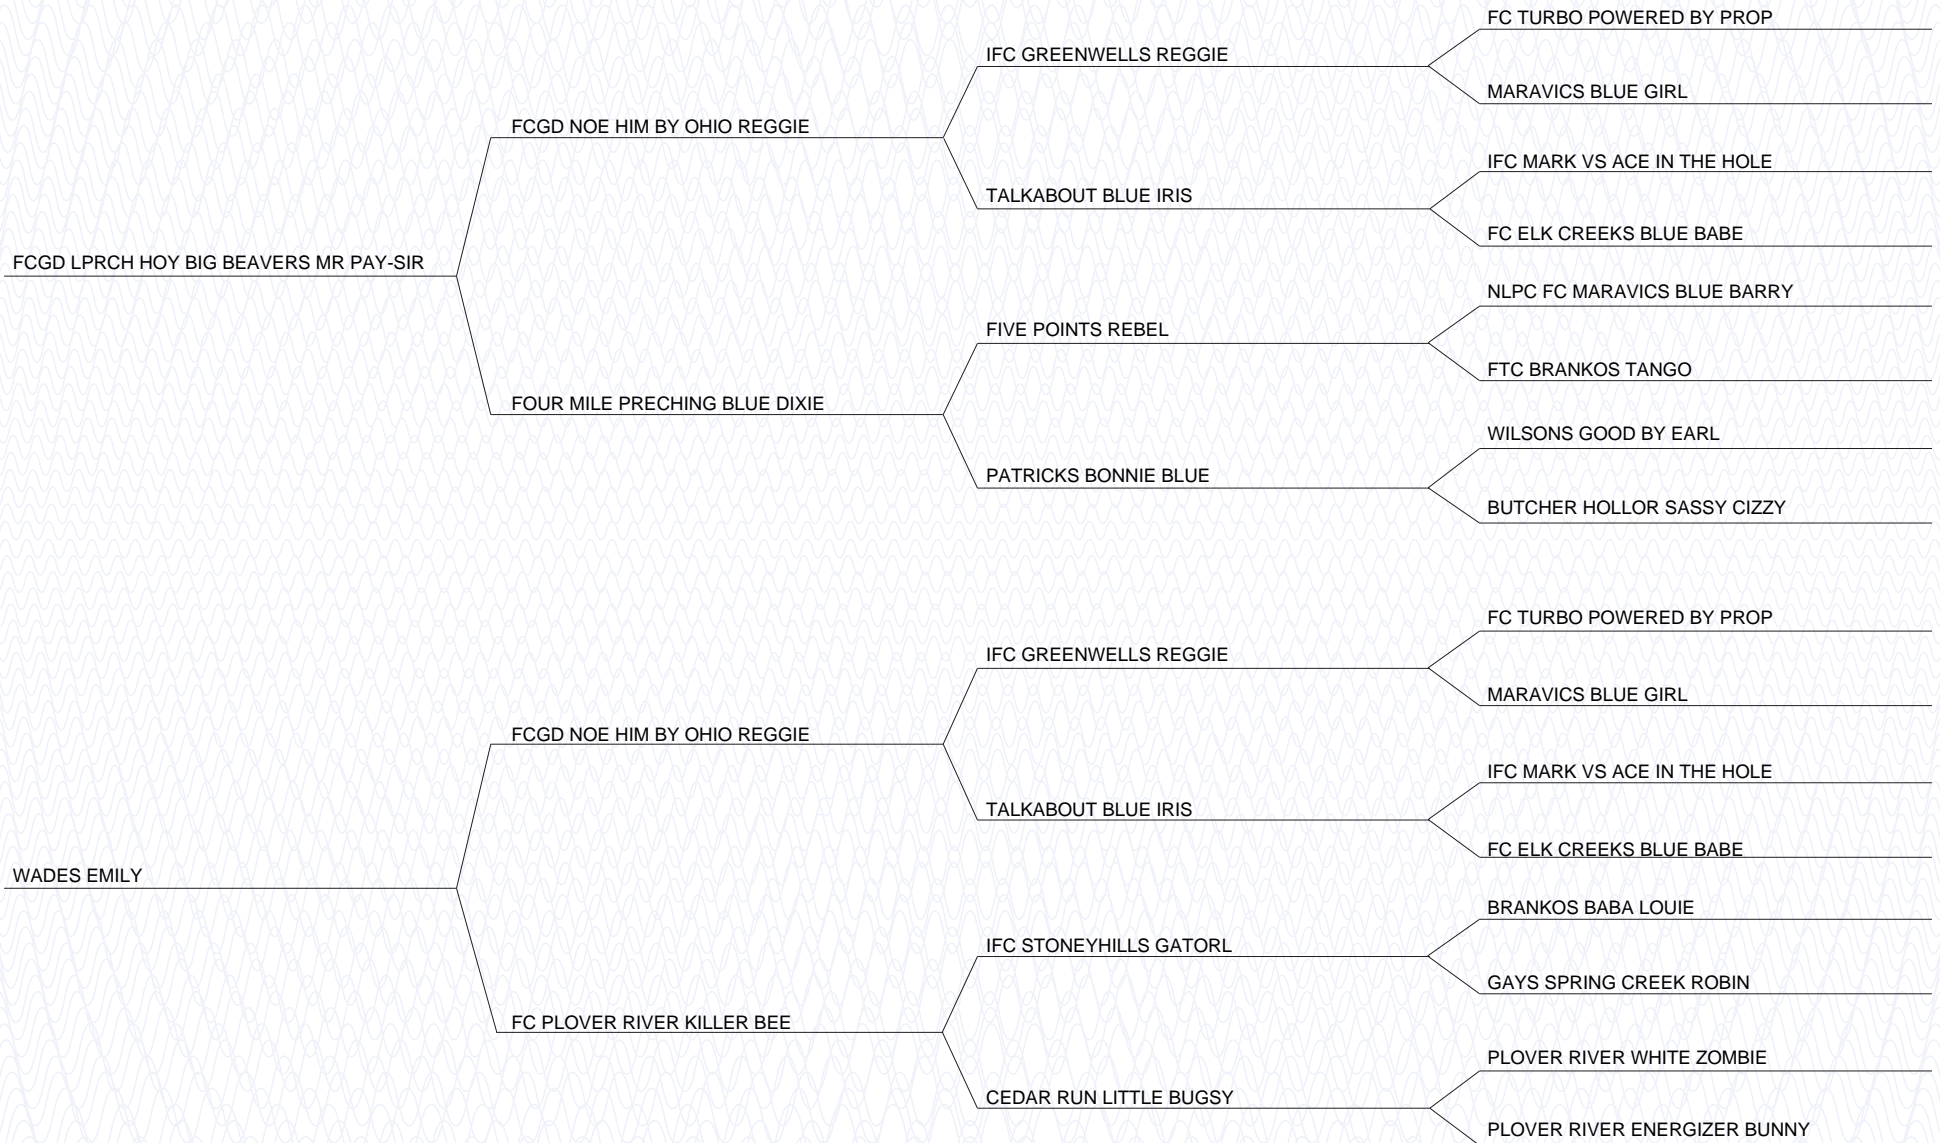 FC TURBO POWERED BY PROP
IFC GREENWELLS REGGIE
MARAVICS BLUE GIRL
FCGD NOE HIM BY OHIO REGGIE
IFC MARK VS ACE IN THE HOLE
TALKABOUT BLUE IRIS
FC ELK CREEKS BLUE BABE
FCGD LPRCH HOY BIG BEAVERS MR PAY-SIR
NLPC FC MARAVICS BLUE BARRY
FIVE POINTS REBEL
FTC BRANKOS TANGO
FOUR MILE PRECHING BLUE DIXIE
WILSONS GOOD BY EARL
PATRICKS BONNIE BLUE
BUTCHER HOLLOR SASSY CIZZY
FC TURBO POWERED BY PROP
IFC GREENWELLS REGGIE
MARAVICS BLUE GIRL
FCGD NOE HIM BY OHIO REGGIE
IFC MARK VS ACE IN THE HOLE
TALKABOUT BLUE IRIS
FC ELK CREEKS BLUE BABE
WADES EMILY
BRANKOS BABA LOUIE
IFC STONEYHILLS GATORL
GAYS SPRING CREEK ROBIN
FC PLOVER RIVER KILLER BEE
PLOVER RIVER WHITE ZOMBIE
CEDAR RUN LITTLE BUGSY
PLOVER RIVER ENERGIZER BUNNY